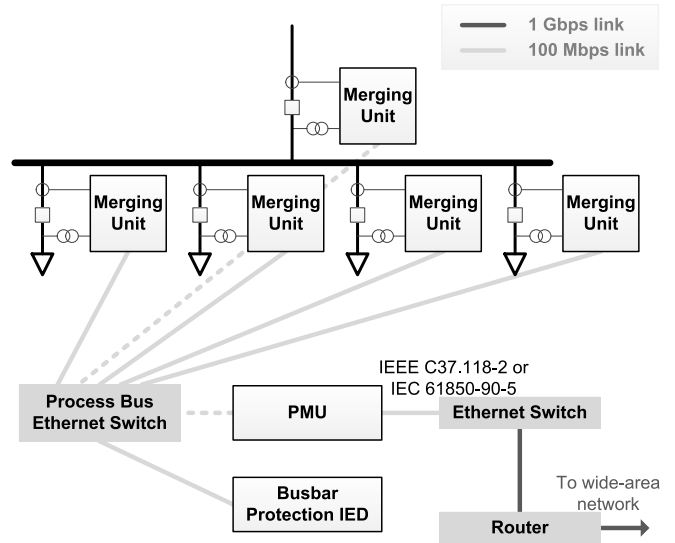 1 Gbps link
100 Mbps link
Merging
Unit
Merging
Unit
Merging
Unit
Merging
Unit
Merging
Unit
IEEE C37.118-2 or
IEC 61850-90-5
Process Bus
Ethernet Switch
PMU
Ethernet Switch
Busbar
Protection IED
To wide-area
network
Router